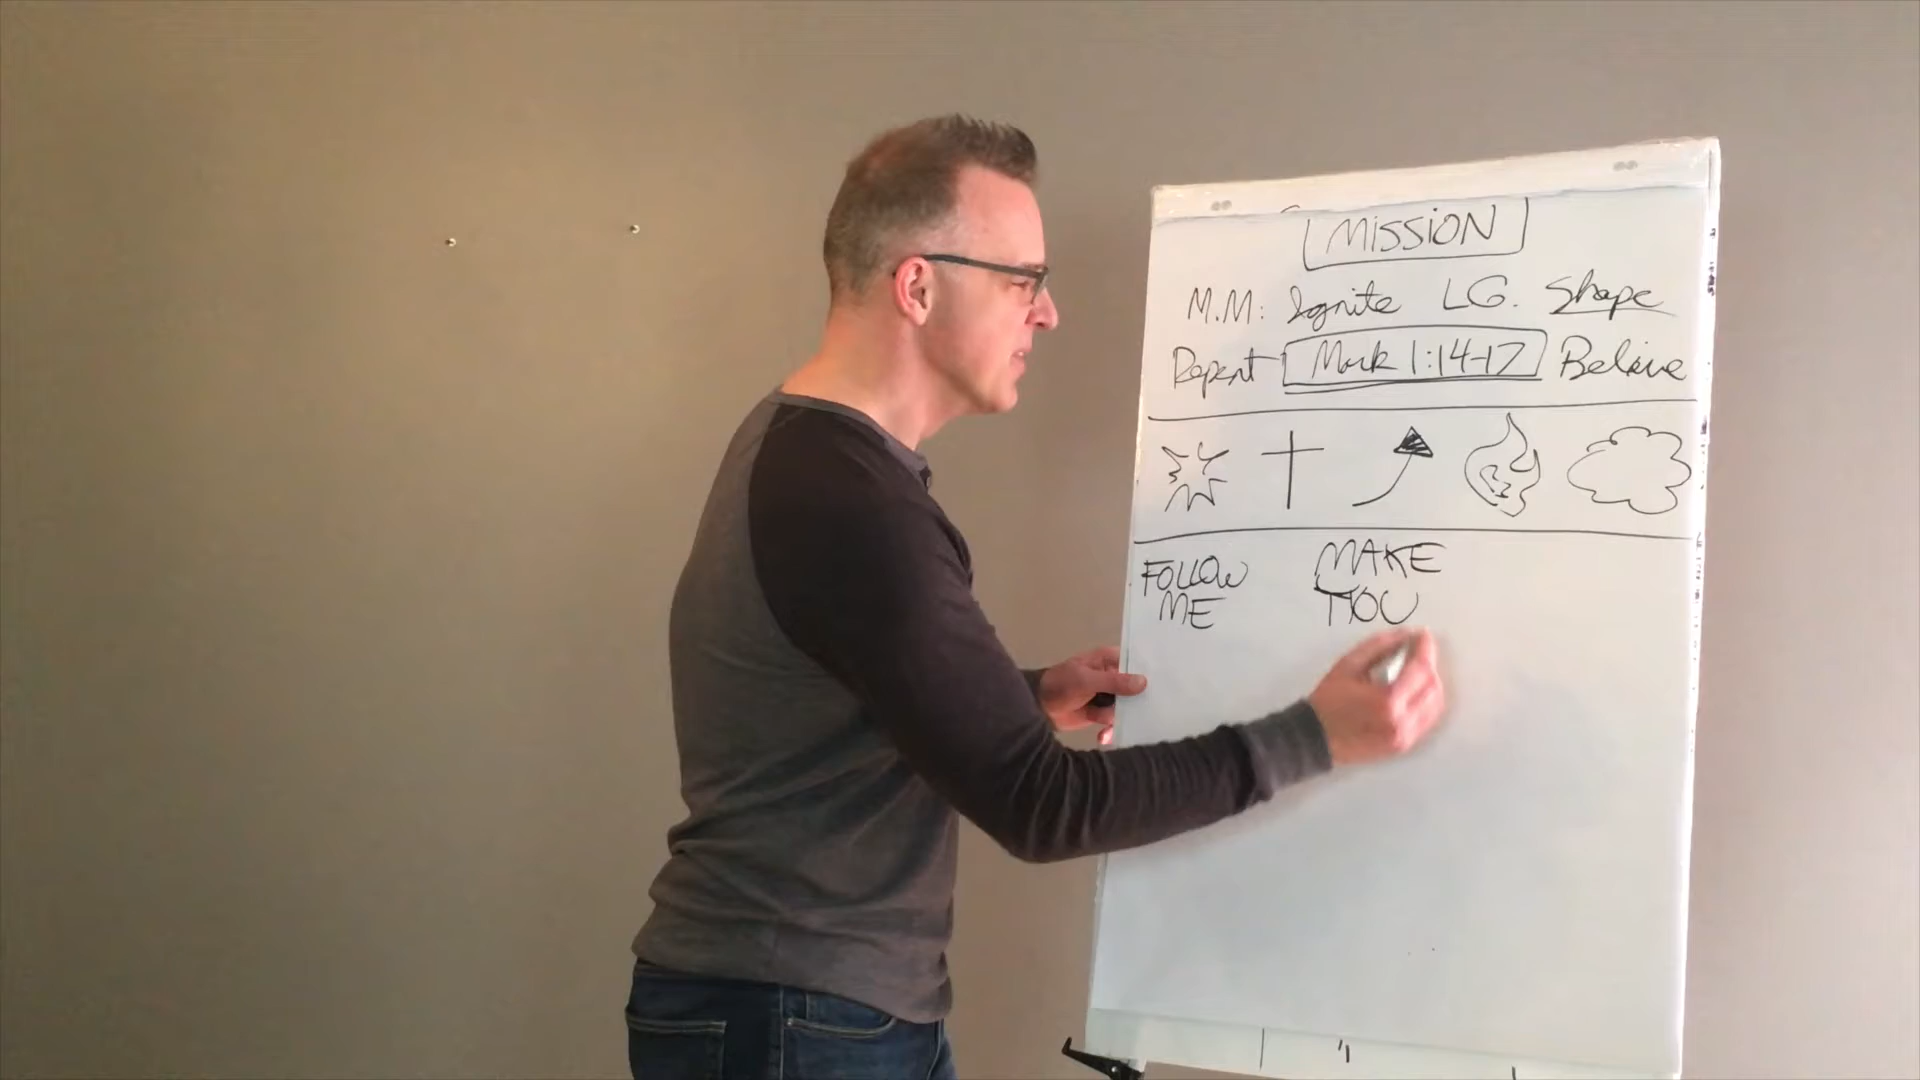 MISSION
M.M: Ignite LG. Shape
Repent Mark 1:14-17 Believe
FOLLOW MAKE
ME YOU